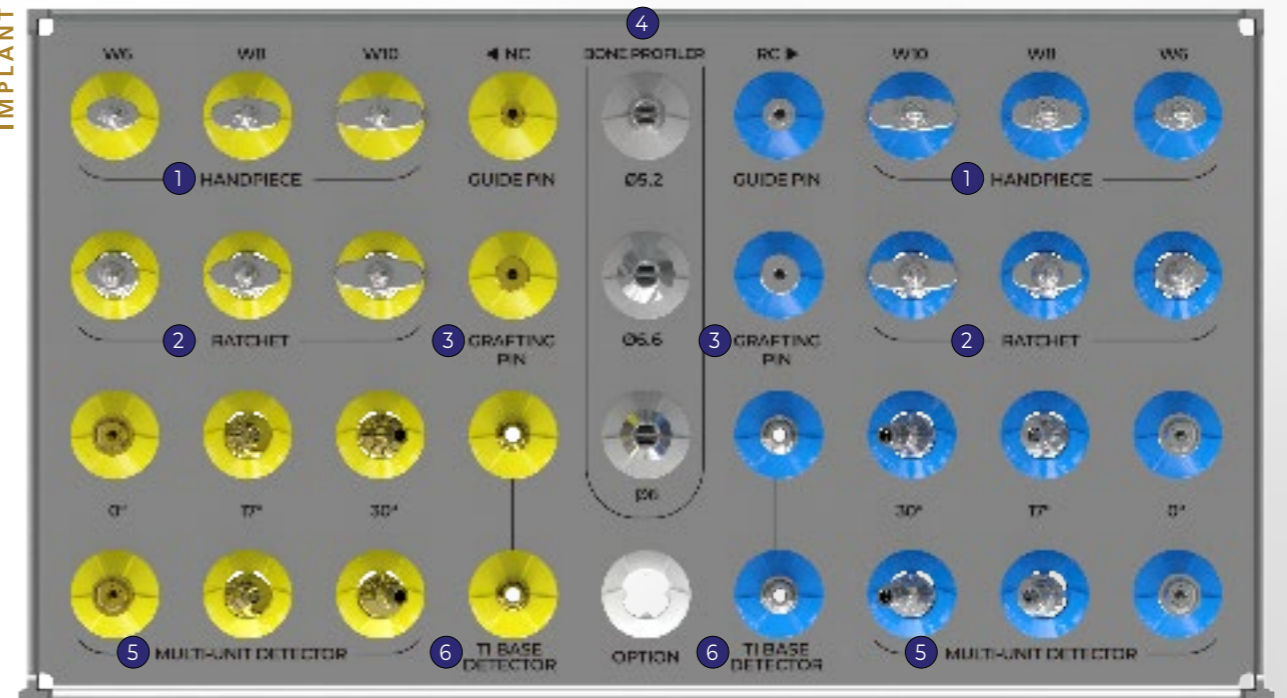 IMPLANT
4
W6 W8 W10 ◀ NC BONE PROFILER RC ▶ W10 W8 W6
1 HANDPIECE GUIDE PIN Ø5.2 GUIDE PIN 1 HANDPIECE
2 RATCHET 3 GRAFTING PIN Ø6.6 3 GRAFTING PIN 2 RATCHET
0° 17° 30° Ø6 30° 17° 0°
5 MULTI-UNIT DETECTOR 6 TI BASE DETECTOR OPTION 6 TI BASE DETECTOR 5 MULTI-UNIT DETECTOR